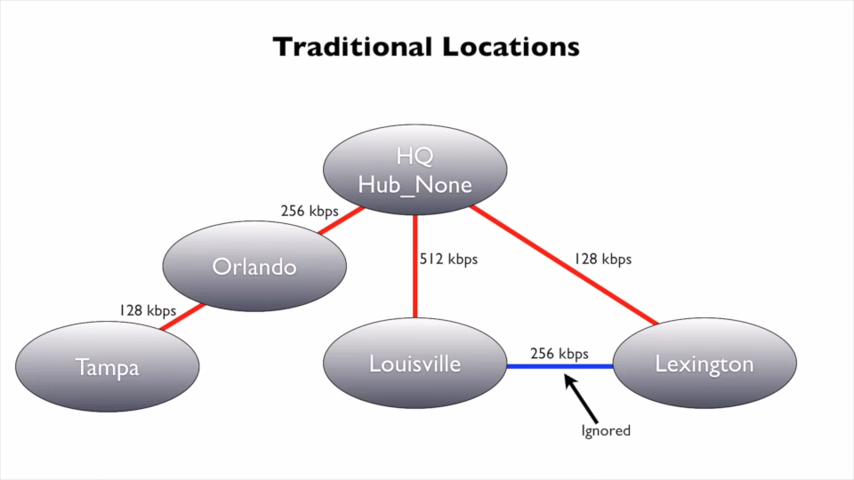 Traditional Locations
HQ
Hub_None
256 kbps
Orlando
512 kbps
128 kbps
128 kbps
Tampa
Louisville
256 kbps
Lexington
Ignored